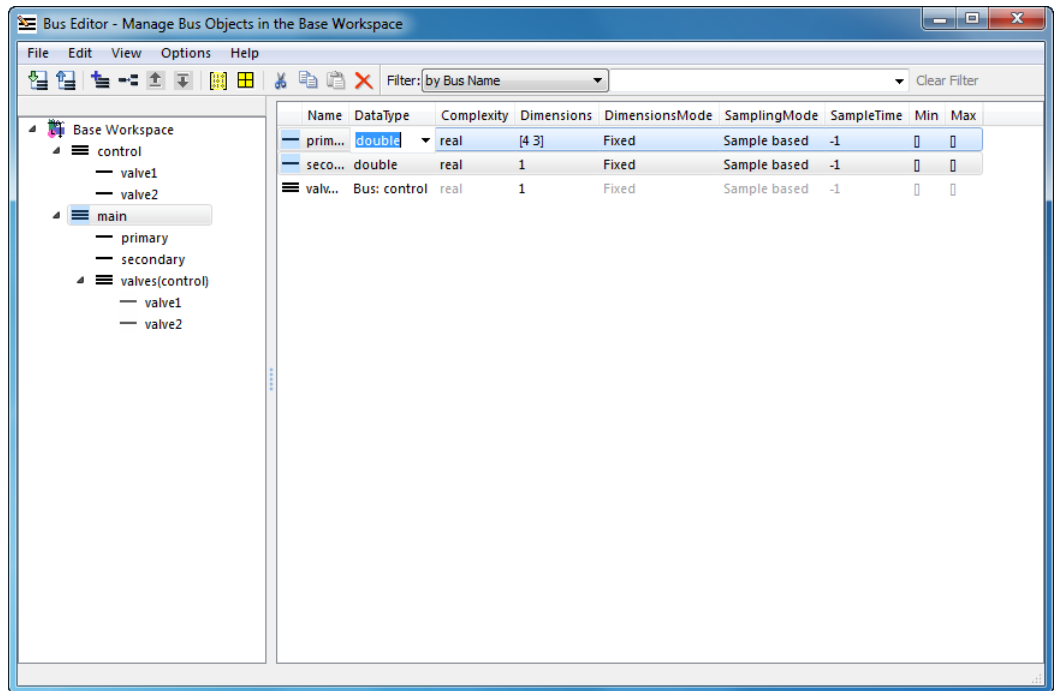 Bus Editor - Manage Bus Objects in the Base Workspace
File Edit View Options Help
Filter: by Bus Name Clear Filter
Name DataType Complexity Dimensions DimensionsMode SamplingMode SampleTime Min Max
prim... double real [4 3] Fixed Sample based -1 [] []
seco... double real 1 Fixed Sample based -1 [] []
valv... Bus: control real 1 Fixed Sample based -1 [] []
Base Workspace
control
valve1
valve2
main
primary
secondary
valves(control)
valve1
valve2